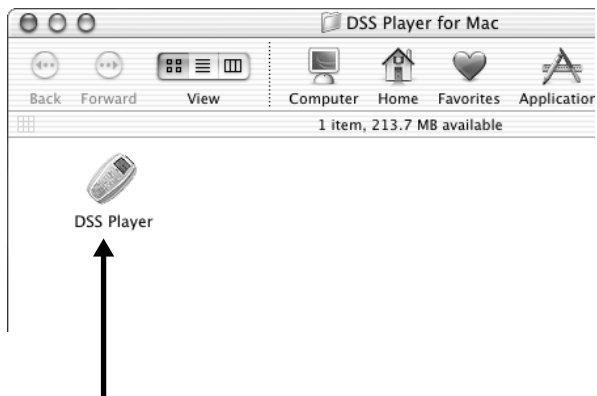 DSS Player for Mac
Back Forward View Computer Home Favorites Application
1 item, 213.7 MB available
DSS Player